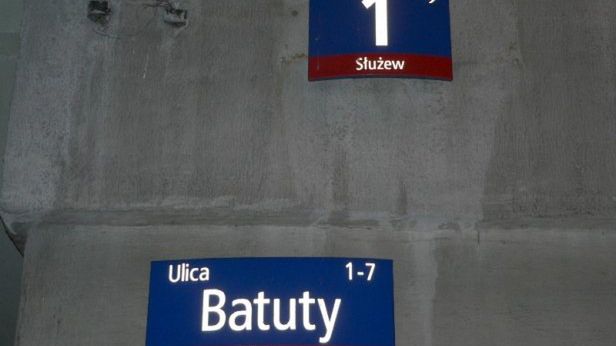 1
Służew
Ulica 1-7
Batuty